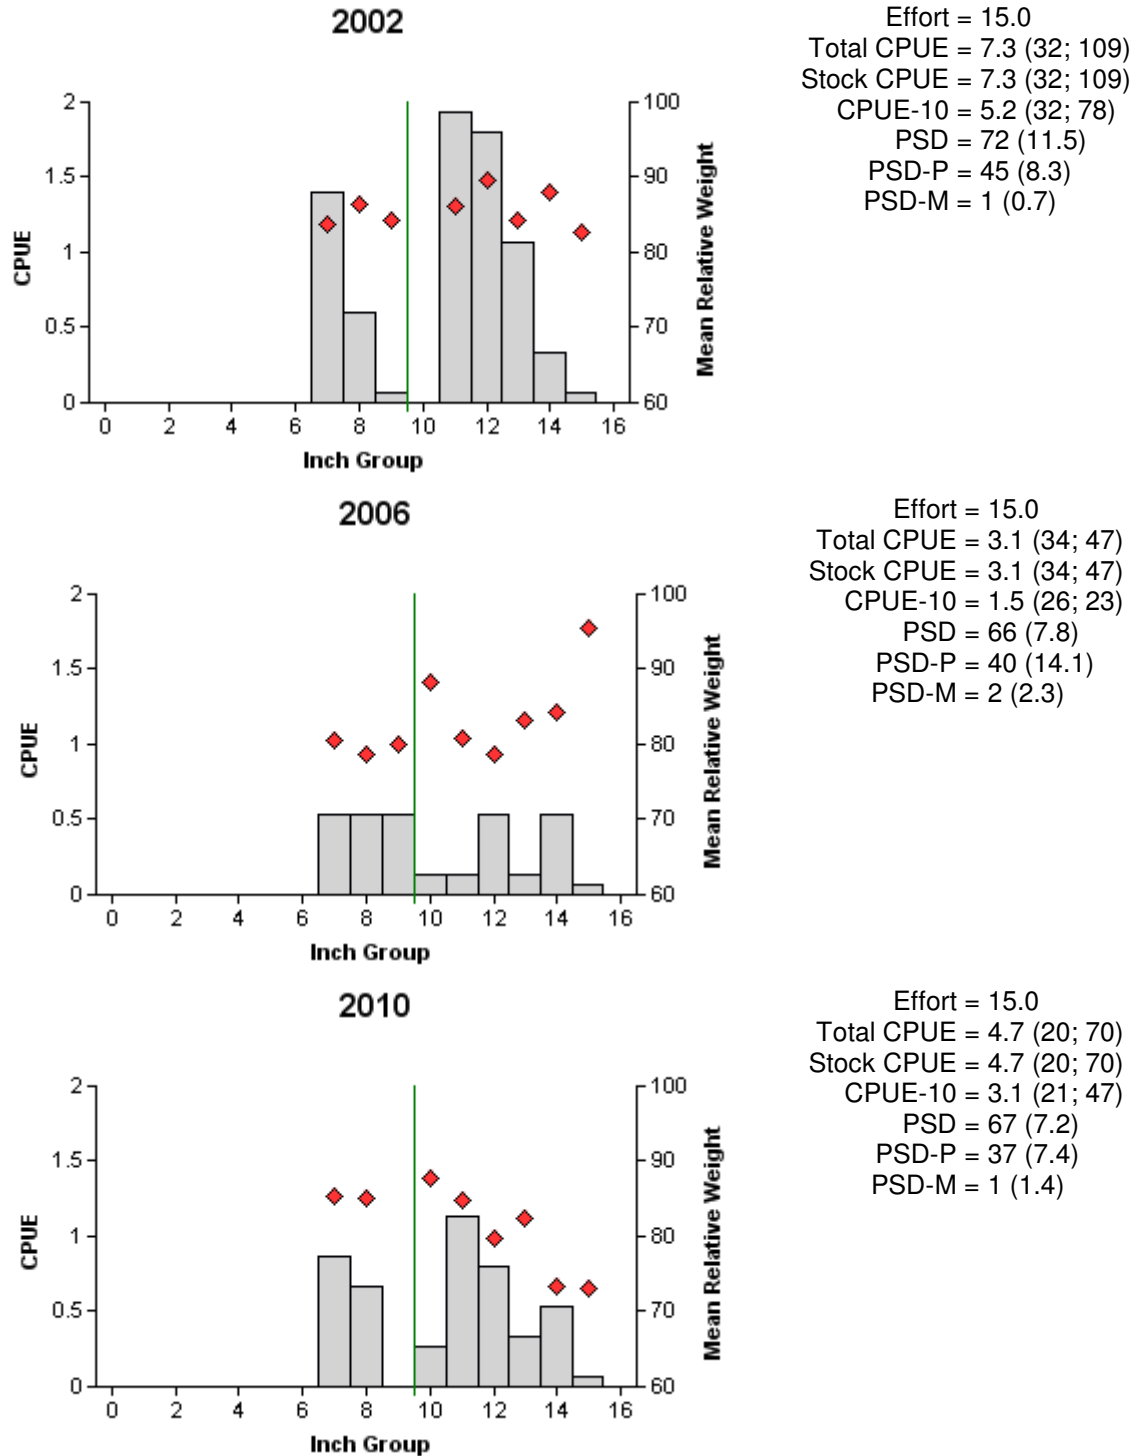 2002
Effort = 15.0
Total CPUE = 7.3 (32; 109)
Stock CPUE = 7.3 (32; 109)
CPUE-10 = 5.2 (32; 78)
PSD = 72 (11.5)
PSD-P = 45 (8.3)
PSD-M = 1 (0.7)
2
1.5
1
0.5
0
CPUE
100
90
80
70
60
Mean Relative Weight
0 2 4 6 8 10 12 14 16
Inch Group
2006
Effort = 15.0
Total CPUE = 3.1 (34; 47)
Stock CPUE = 3.1 (34; 47)
CPUE-10 = 1.5 (26; 23)
PSD = 66 (7.8)
PSD-P = 40 (14.1)
PSD-M = 2 (2.3)
2
1.5
1
0.5
0
CPUE
100
90
80
70
60
Mean Relative Weight
0 2 4 6 8 10 12 14 16
Inch Group
2010
Effort = 15.0
Total CPUE = 4.7 (20; 70)
Stock CPUE = 4.7 (20; 70)
CPUE-10 = 3.1 (21; 47)
PSD = 67 (7.2)
PSD-P = 37 (7.4)
PSD-M = 1 (1.4)
2
1.5
1
0.5
0
CPUE
100
90
80
70
60
Mean Relative Weight
0 2 4 6 8 10 12 14 16
Inch Group